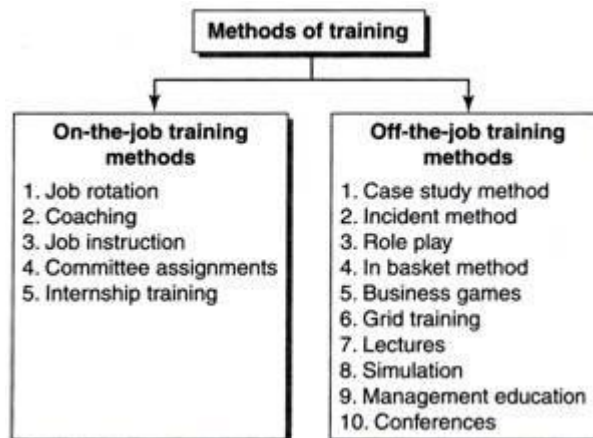 Methods of training
On-the-job training
methods
1. Job rotation
2. Coaching
3. Job instruction
4. Committee assignments
5. Internship training
Off-the-job training
methods
1. Case study method
2. Incident method
3. Role play
4. In basket method
5. Business games
6. Grid training
7. Lectures
8. Simulation
9. Management education
10. Conferences